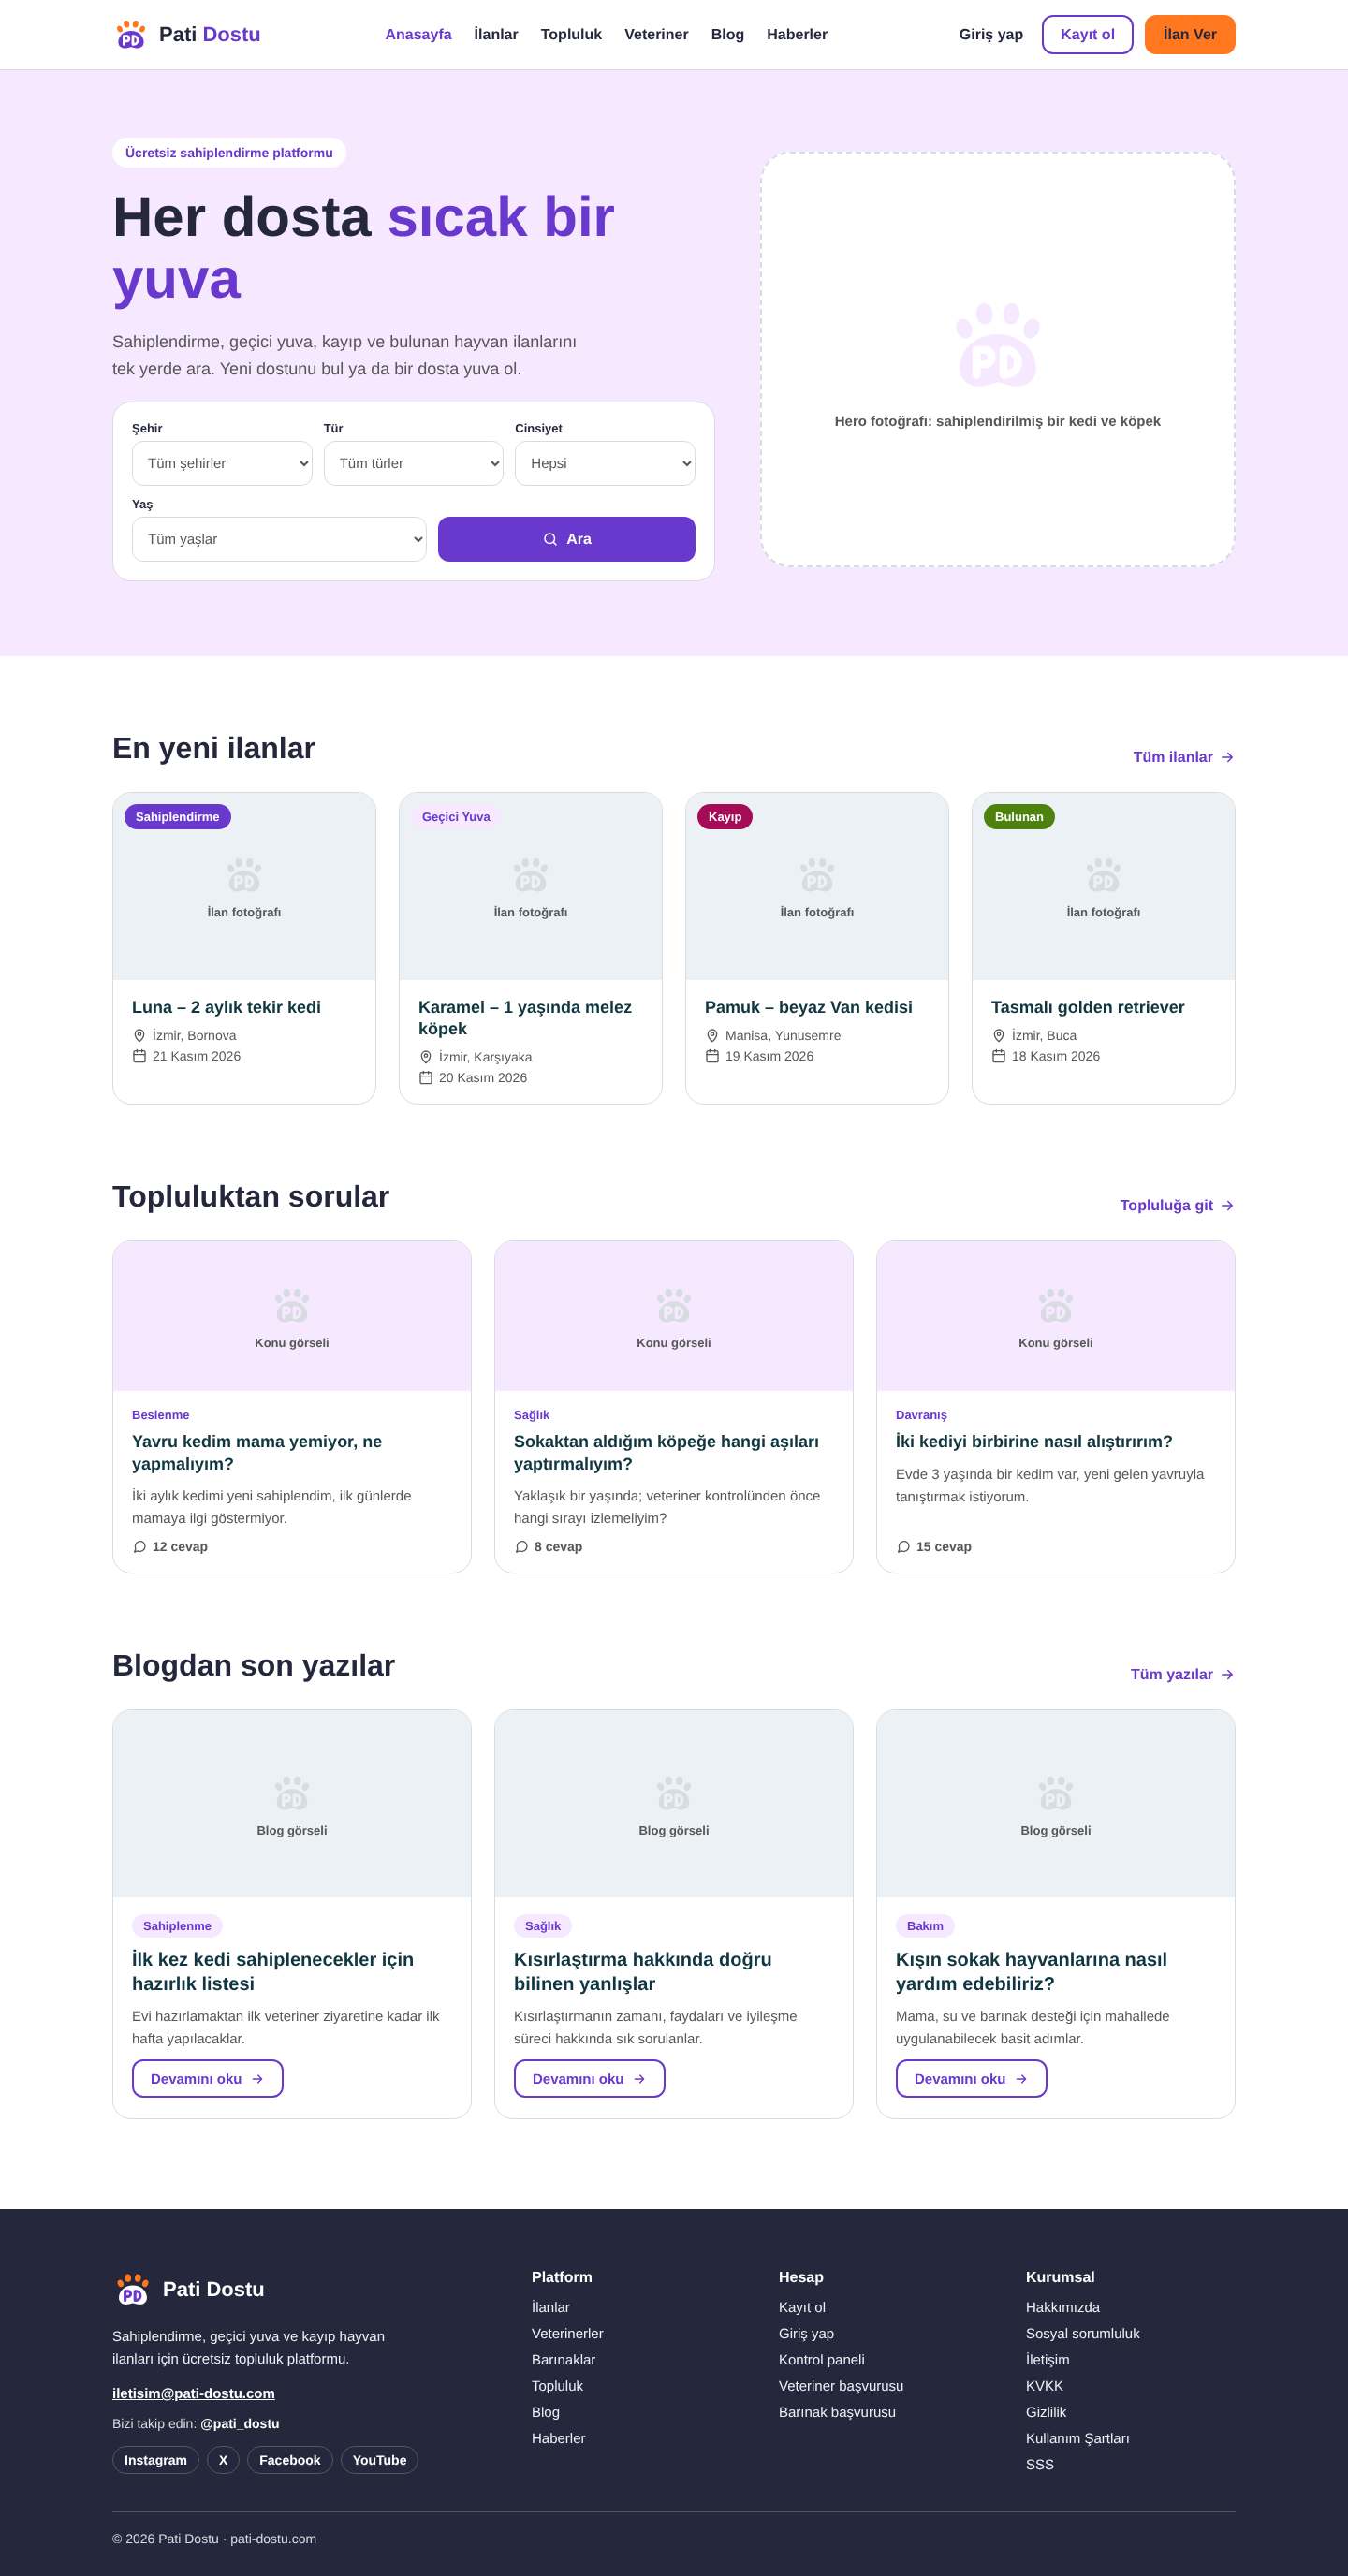 PD Pati Dostu
Anasayfa İlanlar Topluluk Veteriner Blog Haberler
Giriş yap Kayıt ol İlan Ver
Ücretsiz sahiplendirme platformu
Her dosta sıcak bir
yuva
Sahiplendirme, geçici yuva, kayıp ve bulunan hayvan ilanlarını
tek yerde ara. Yeni dostunu bul ya da bir dosta yuva ol.
Şehir Tür Cinsiyet
Tüm şehirler Tüm türler Hepsi
Yaş
Tüm yaşlar Ara
PD
Hero fotoğrafı: sahiplendirilmiş bir kedi ve köpek
En yeni ilanlar
Tüm ilanlar
Sahiplendirme
PD
İlan fotoğrafı
Luna – 2 aylık tekir kedi
İzmir, Bornova
21 Kasım 2026
Geçici Yuva
PD
İlan fotoğrafı
Karamel – 1 yaşında melez
köpek
İzmir, Karşıyaka
20 Kasım 2026
Kayıp
PD
İlan fotoğrafı
Pamuk – beyaz Van kedisi
Manisa, Yunusemre
19 Kasım 2026
Bulunan
PD
İlan fotoğrafı
Tasmalı golden retriever
İzmir, Buca
18 Kasım 2026
Topluluktan sorular
Topluluğa git
PD
Konu görseli
Beslenme
Yavru kedim mama yemiyor, ne
yapmalıyım?
İki aylık kedimi yeni sahiplendim, ilk günlerde
mamaya ilgi göstermiyor.
12 cevap
PD
Konu görseli
Sağlık
Sokaktan aldığım köpeğe hangi aşıları
yaptırmalıyım?
Yaklaşık bir yaşında; veteriner kontrolünden önce
hangi sırayı izlemeliyim?
8 cevap
PD
Konu görseli
Davranış
İki kediyi birbirine nasıl alıştırırım?
Evde 3 yaşında bir kedim var, yeni gelen yavruyla
tanıştırmak istiyorum.
15 cevap
Blogdan son yazılar
Tüm yazılar
PD
Blog görseli
Sahiplenme
İlk kez kedi sahiplenecekler için
hazırlık listesi
Evi hazırlamaktan ilk veteriner ziyaretine kadar ilk
hafta yapılacaklar.
Devamını oku
PD
Blog görseli
Sağlık
Kısırlaştırma hakkında doğru
bilinen yanlışlar
Kısırlaştırmanın zamanı, faydaları ve iyileşme
süreci hakkında sık sorulanlar.
Devamını oku
PD
Blog görseli
Bakım
Kışın sokak hayvanlarına nasıl
yardım edebiliriz?
Mama, su ve barınak desteği için mahallede
uygulanabilecek basit adımlar.
Devamını oku
PD Pati Dostu
Sahiplendirme, geçici yuva ve kayıp hayvan
ilanları için ücretsiz topluluk platformu.
iletisim@pati-dostu.com
Bizi takip edin: @pati_dostu
Instagram X Facebook YouTube
Platform
İlanlar
Veterinerler
Barınaklar
Topluluk
Blog
Haberler
Hesap
Kayıt ol
Giriş yap
Kontrol paneli
Veteriner başvurusu
Barınak başvurusu
Kurumsal
Hakkımızda
Sosyal sorumluluk
İletişim
KVKK
Gizlilik
Kullanım Şartları
SSS
© 2026 Pati Dostu · pati-dostu.com